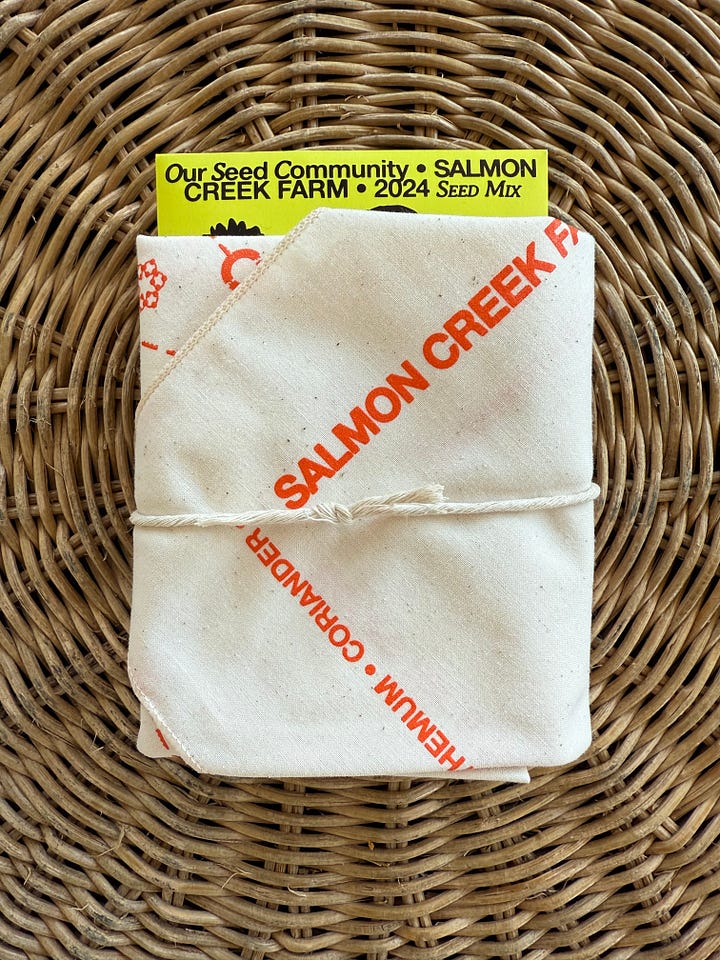 Our Seed Community • SALMON
CREEK FARM • 2024 SEED MIX
SALMON CREEK FA
HEMUM • CORIANDER